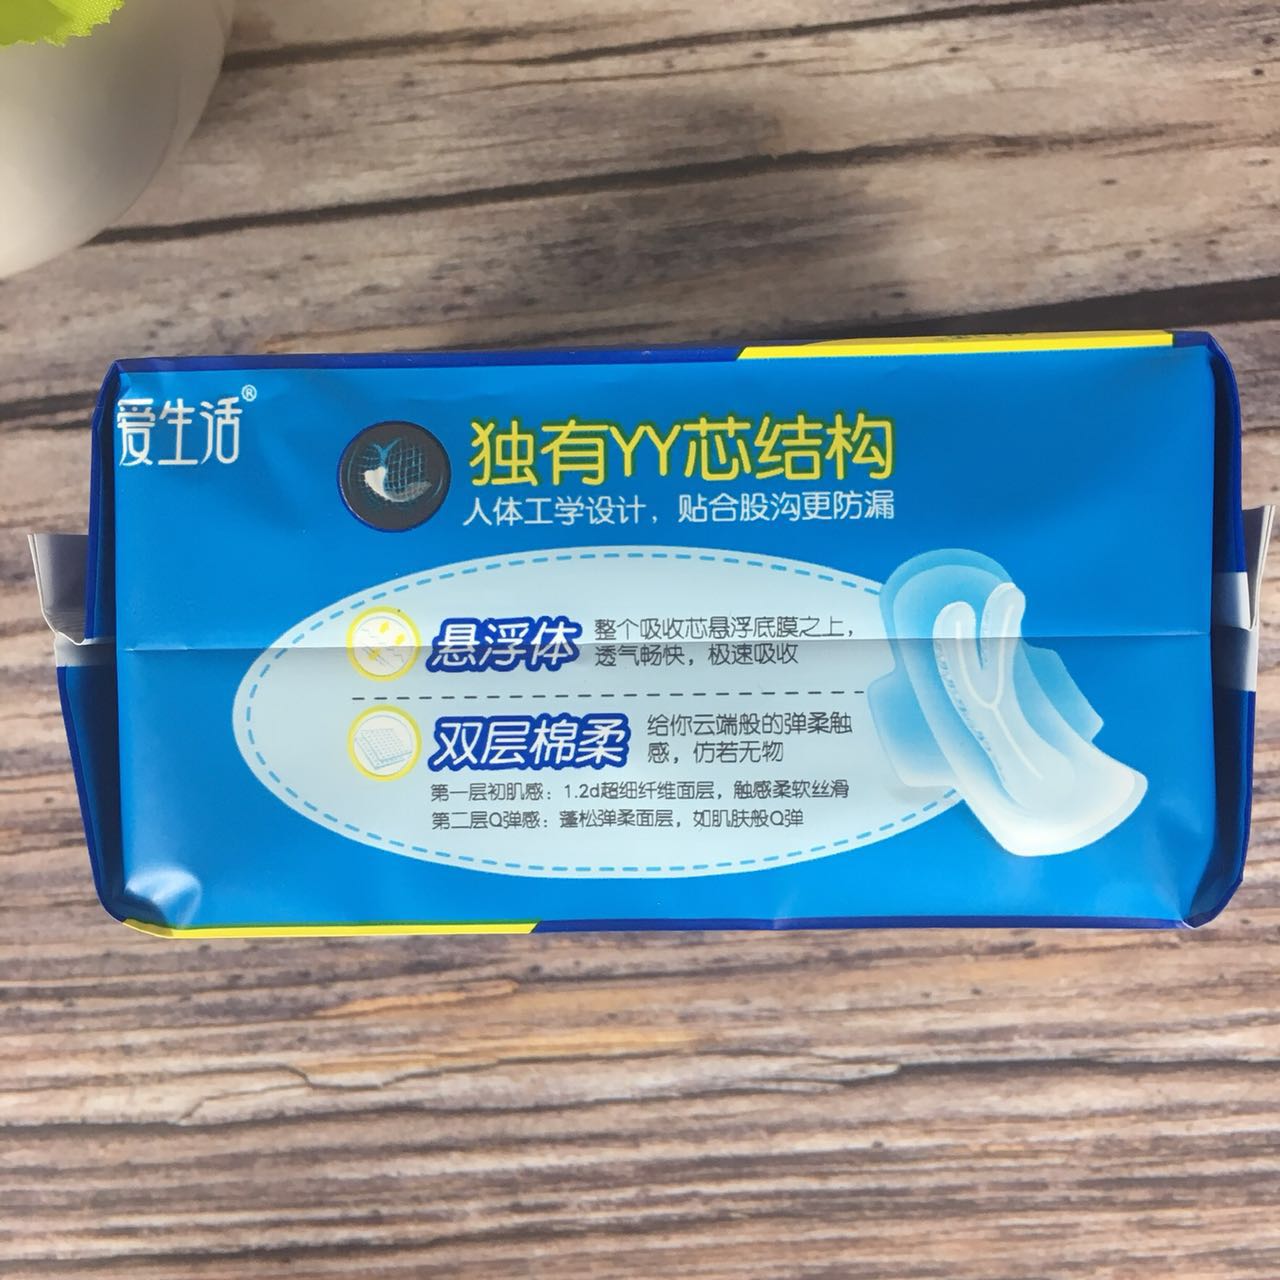 爱生活®
独有YY芯结构
人体工学设计，贴合股沟更防漏
悬浮体
整个吸收芯悬浮底膜之上，
透气畅快，极速吸收
双层棉柔
给你云端般的弹柔触
感，仿若无物
第一层初肌感：1.2d超细纤维面层，触感柔软丝滑
第二层Q弹感：蓬松弹柔面层，如肌肤般Q弹